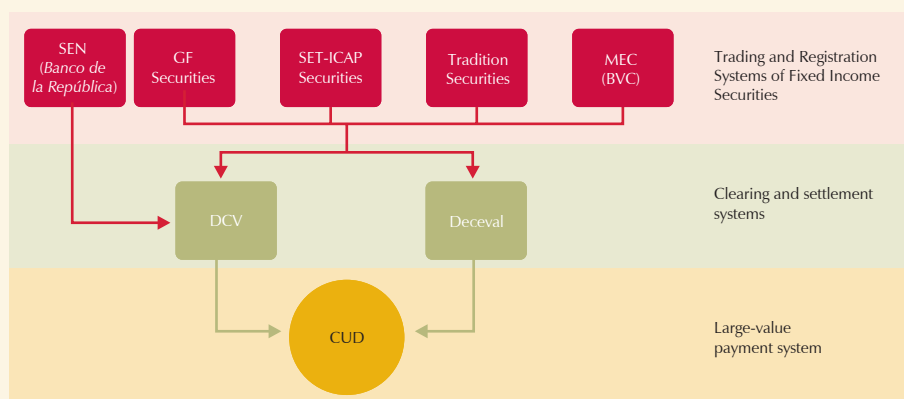 SEN
(Banco de
la República)
GF
Securities
SET-ICAP
Securities
Tradition
Securities
MEC
(BVC)
Trading and Registration
Systems of Fixed Income
Securities
DCV
Deceval
Clearing and settlement
systems
CUD
Large-value
payment system